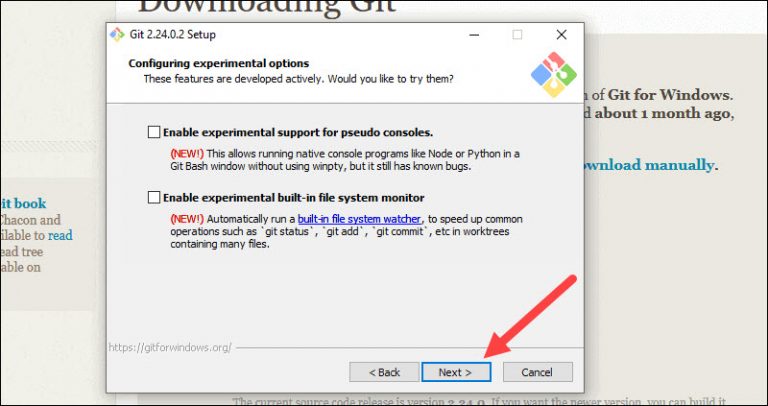 Downloading Git
Git 2.24.0.2 Setup
Configuring experimental options
These features are developed actively. Would you like to try them?
of Git for Windows.
d about 1 month ago,
ownload manually.
Enable experimental support for pseudo consoles.
(NEW!) This allows running native console programs like Node or Python in a
Git Bash window without using winpty, but it still has known bugs.
Enable experimental built-in file system monitor
(NEW!) Automatically run a built-in file system watcher, to speed up common
operations such as `git status`, `git add`, `git commit`, etc in worktrees
containing many files.
it book
Chacon and
ilable to read
ead tree
able on
https://gitforwindows.org/
< Back
Next >
Cancel
The current source code release is version 2.24.0. If you want the newer version, you can build it